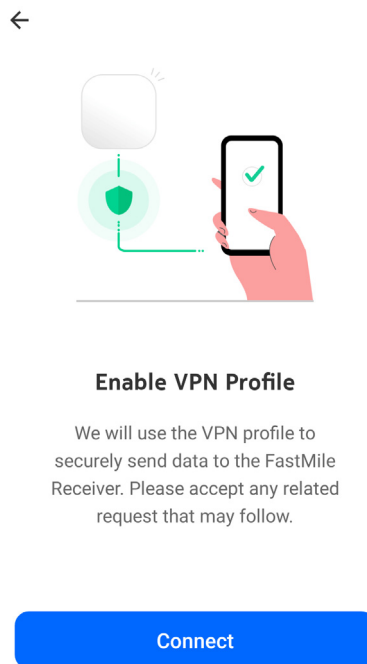 Enable VPN Profile
We will use the VPN profile to
securely send data to the FastMile
Receiver. Please accept any related
request that may follow.
Connect